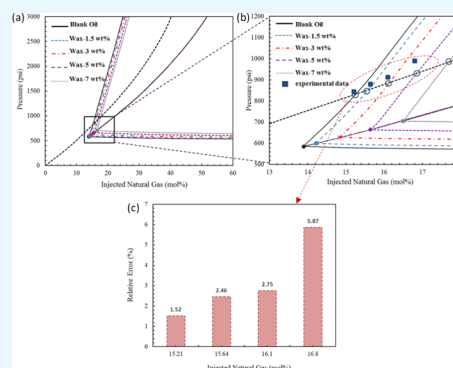 (a)
3000
2500
2000
1500
1000
500
0
0
10
20
30
40
50
60
Pressure (psi)
Injected Natural Gas (mol%)
Blank Oil
Wax-1.5 wt%
Wax-3 wt%
Wax-5 wt%
Wax-7 wt%
(b)
1200
1100
1000
900
800
700
600
500
13
14
15
16
17
Pressure (psi)
Injected Natural Gas (mol%)
Blank Oil
Wax-1.5 wt%
Wax-3 wt%
Wax-5 wt%
Wax-7 wt%
experimental data
(c)
7
6
5
4
3
2
1
0
Relative Error (%)
1.52
2.46
2.75
5.87
15.21
15.64
16.1
16.8
Injected Natural Gas (mol%)